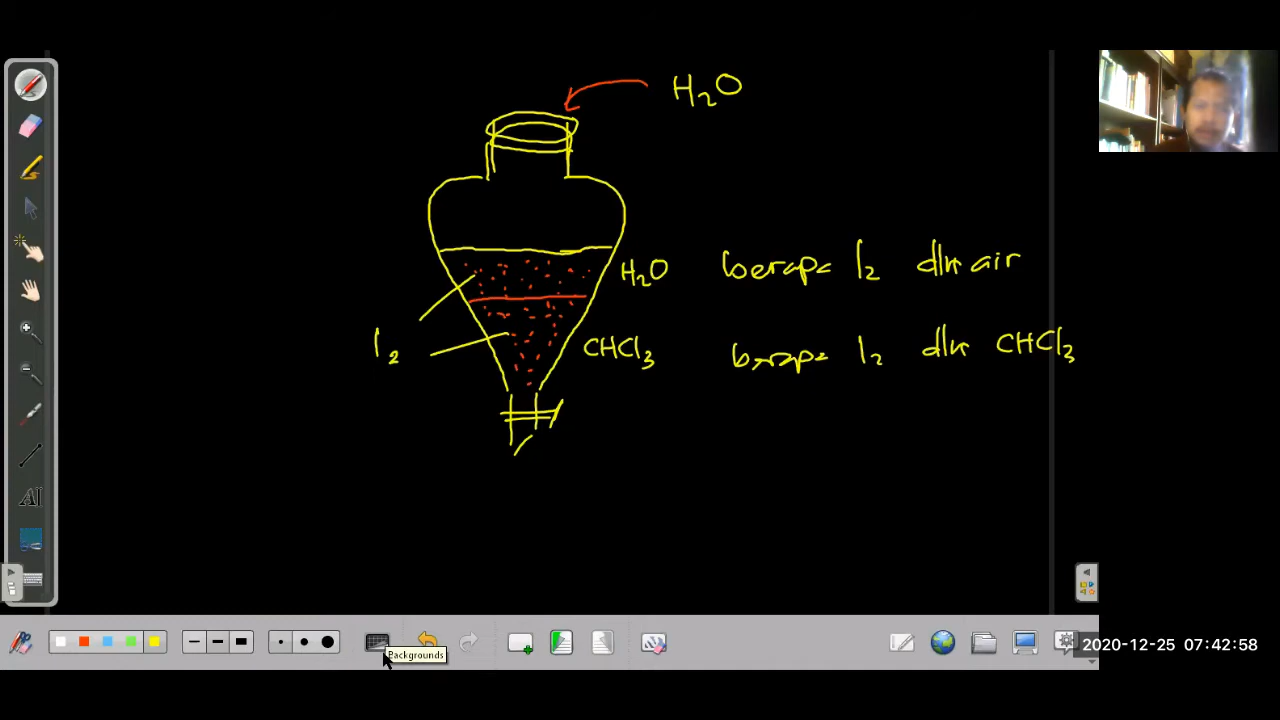 H2O
H2O berapa I2 dlm air
I2
CHCl3 berapa I2 dlm CHCl3
Backgrounds
2020-12-25 07:42:58